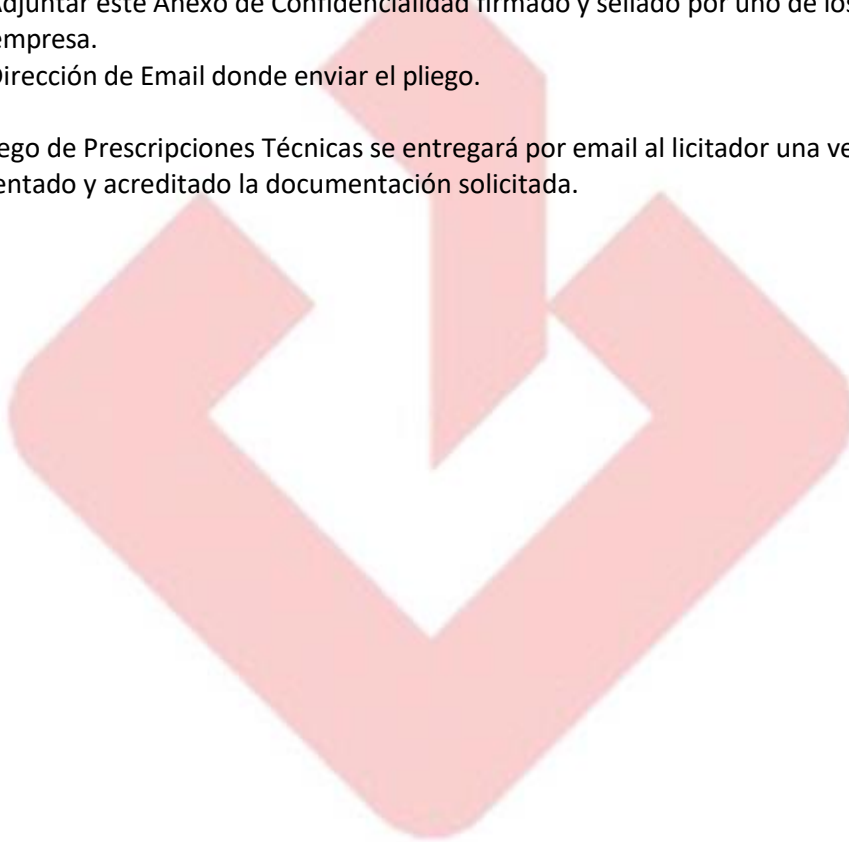 Adjuntar este Anexo de Confidencialidad firmado y sellado por uno de los
empresa.
Dirección de Email donde enviar el pliego.
ego de Prescripciones Técnicas se entregará por email al licitador una ve
entado y acreditado la documentación solicitada.